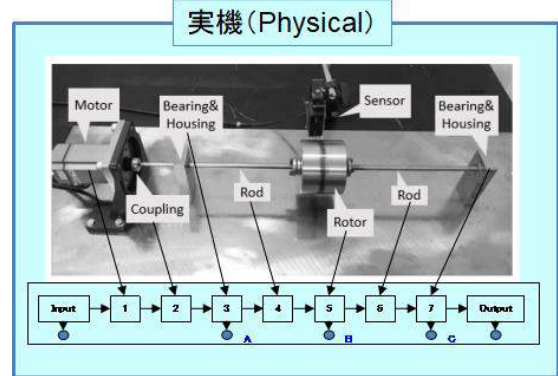 実機(Physical)
Motor
Bearing&
Housing
Sensor
Bearing&
Housing
Coupling
Rod
Rotor
Rod
Input
1
2
3
4
5
6
7
Output
A
B
C